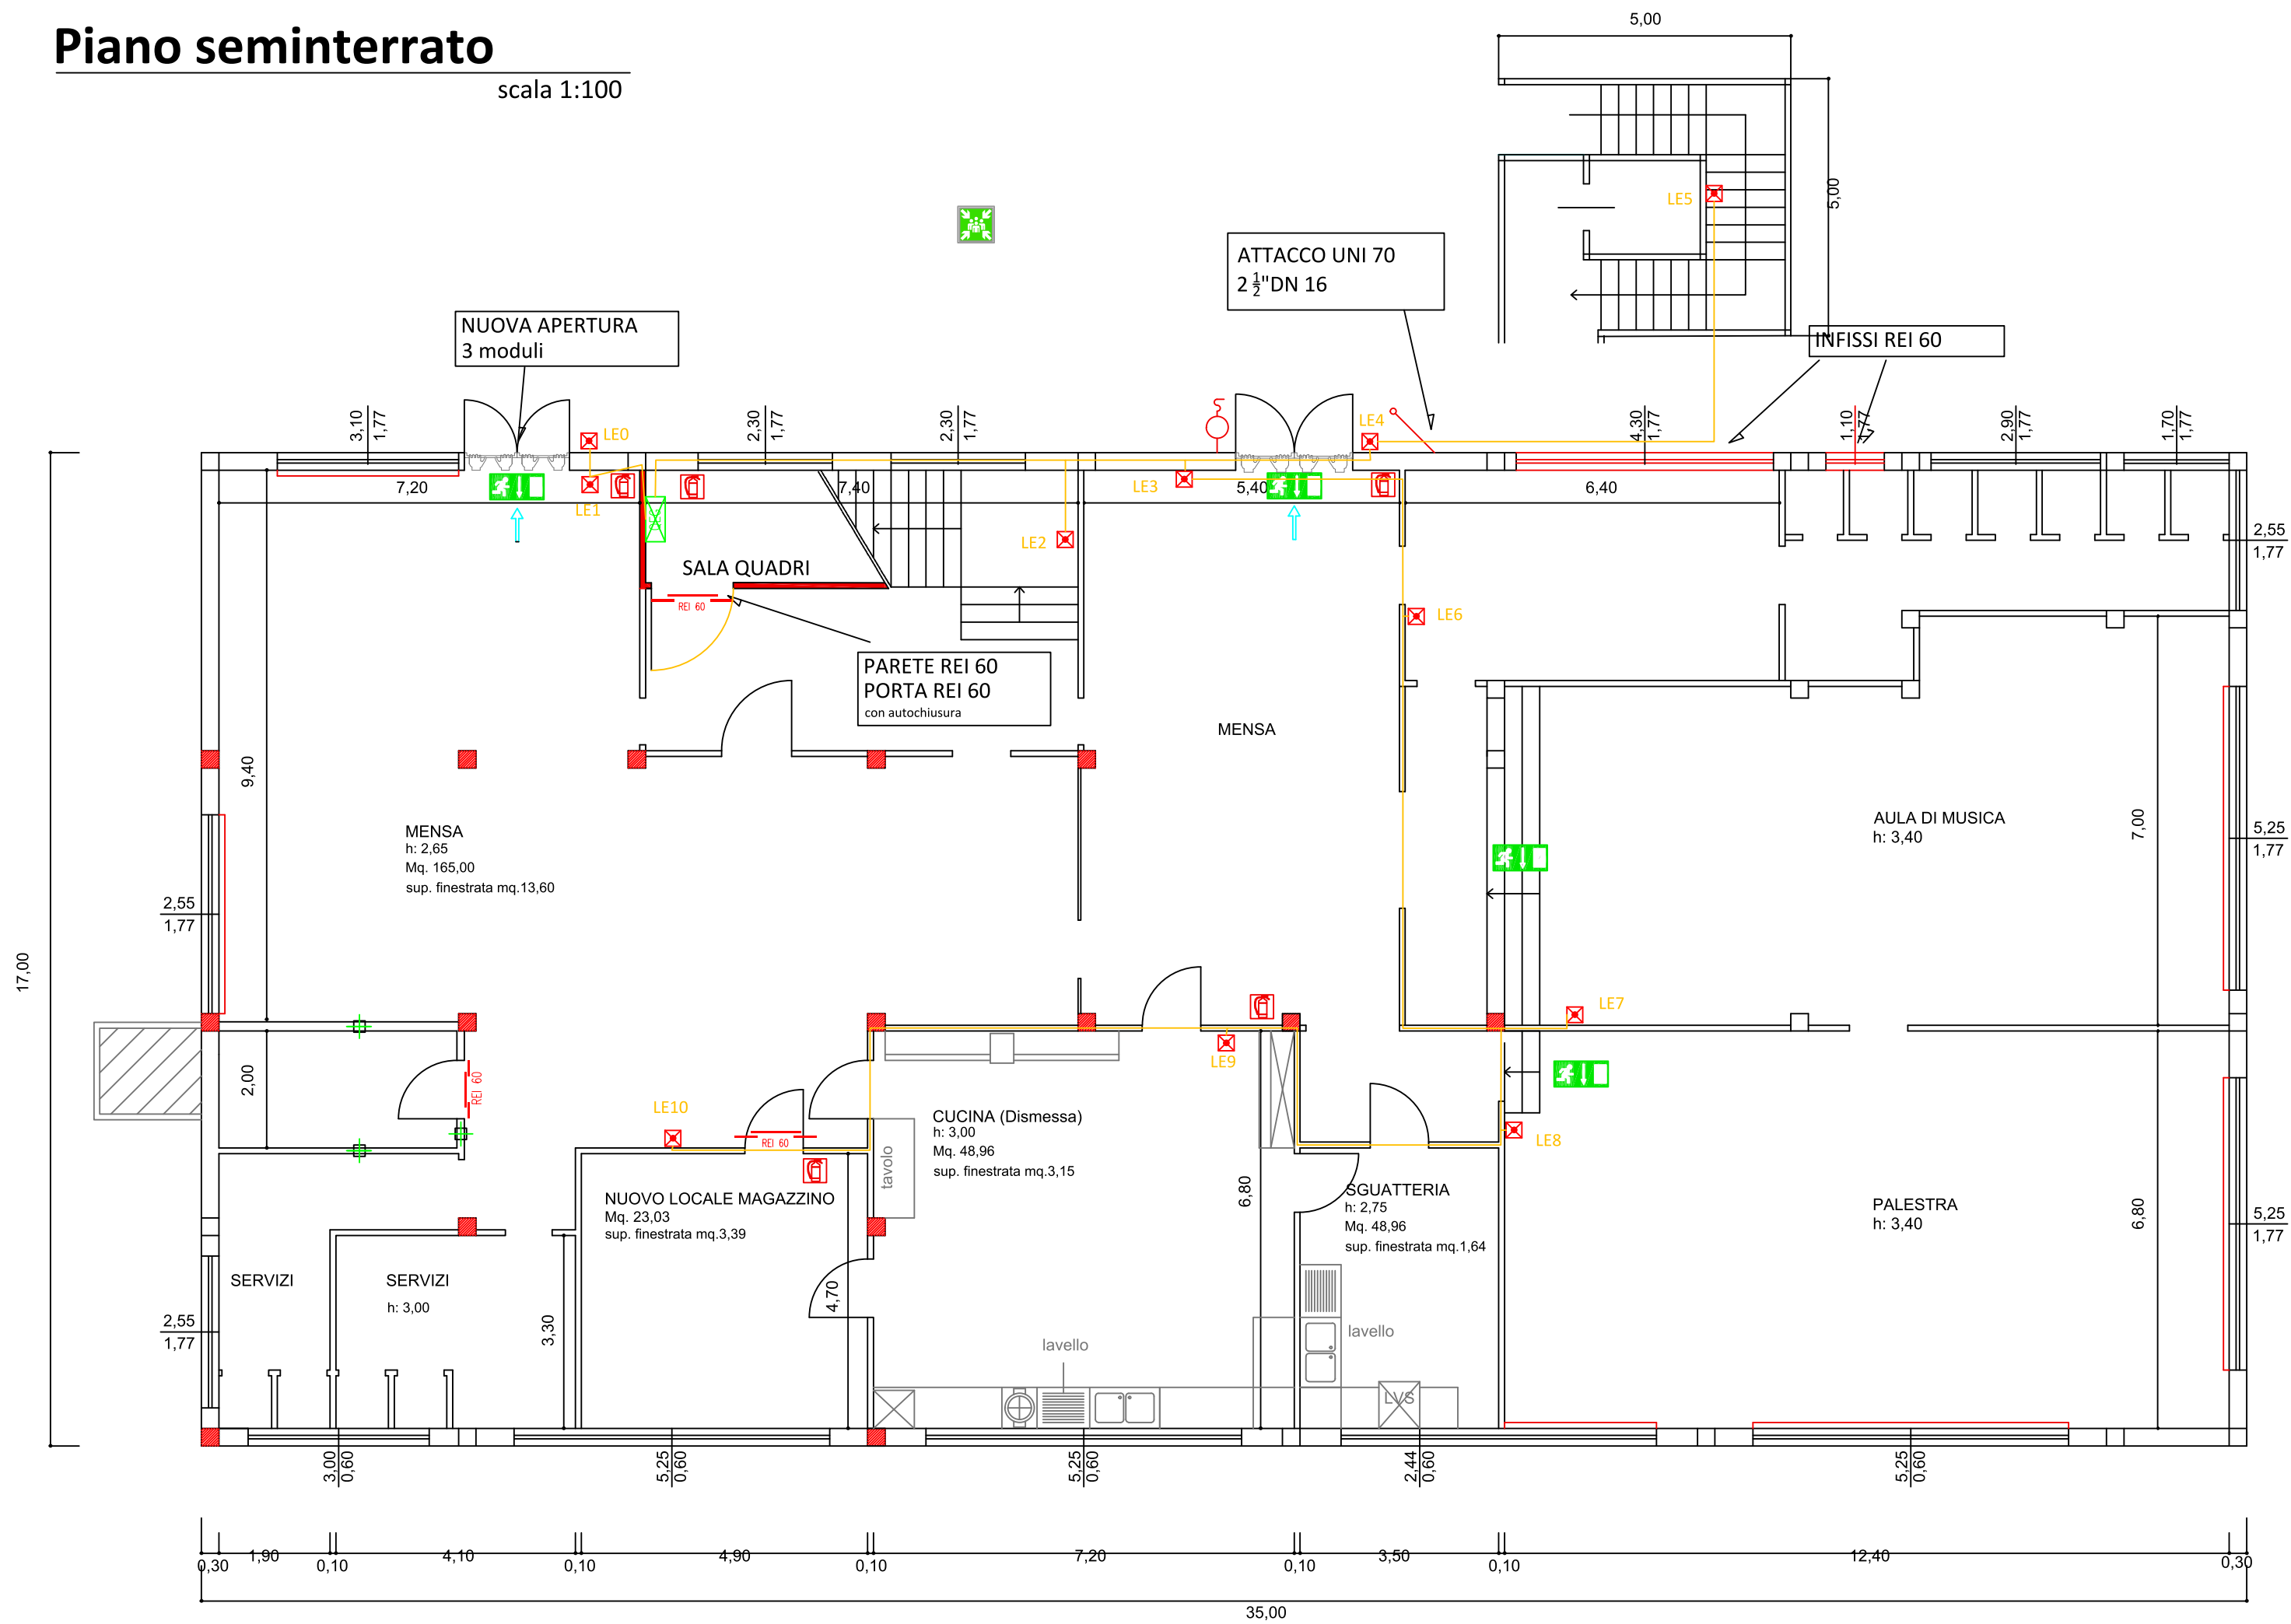 Piano seminterrato
scala 1:100
5,00
5,00
LE5
ATTACCO UNI 70
2 1/2"DN 16
NUOVA APERTURA
3 moduli
INFISSI REI 60
3,10
1,77
LE0
2,30
1,77
2,30
1,77
LE4
4,30
1,77
1,10
1,77
2,90
1,77
1,70
1,77
7,20
LE1
7,40
LE3
5,40
6,40
LE2
2,55
1,77
SALA QUADRI
REI 60
LE6
PARETE REI 60
PORTA REI 60
con autochiusura
MENSA
9,40
MENSA
h: 2,65
Mq. 165,00
sup. finestrata mq.13,60
AULA DI MUSICA
h: 3,40
7,00
5,25
1,77
2,55
1,77
17,00
LE7
LE9
2,00
REI 60
LE10
REI 60
CUCINA (Dismessa)
h: 3,00
Mq. 48,96
sup. finestrata mq.3,15
LE8
tavolo
NUOVO LOCALE MAGAZZINO
Mq. 23,03
sup. finestrata mq.3,39
6,80
SGUATTERIA
h: 2,75
Mq. 48,96
sup. finestrata mq.1,64
PALESTRA
h: 3,40
6,80
5,25
1,77
SERVIZI
SERVIZI
h: 3,00
4,70
3,30
2,55
1,77
lavello
lavello
LVS
3,00
0,60
5,25
0,60
5,25
0,60
2,44
0,60
5,25
0,60
0,30
1,90
0,10
4,10
0,10
4,90
0,10
7,20
0,10
3,50
0,10
12,40
0,30
35,00